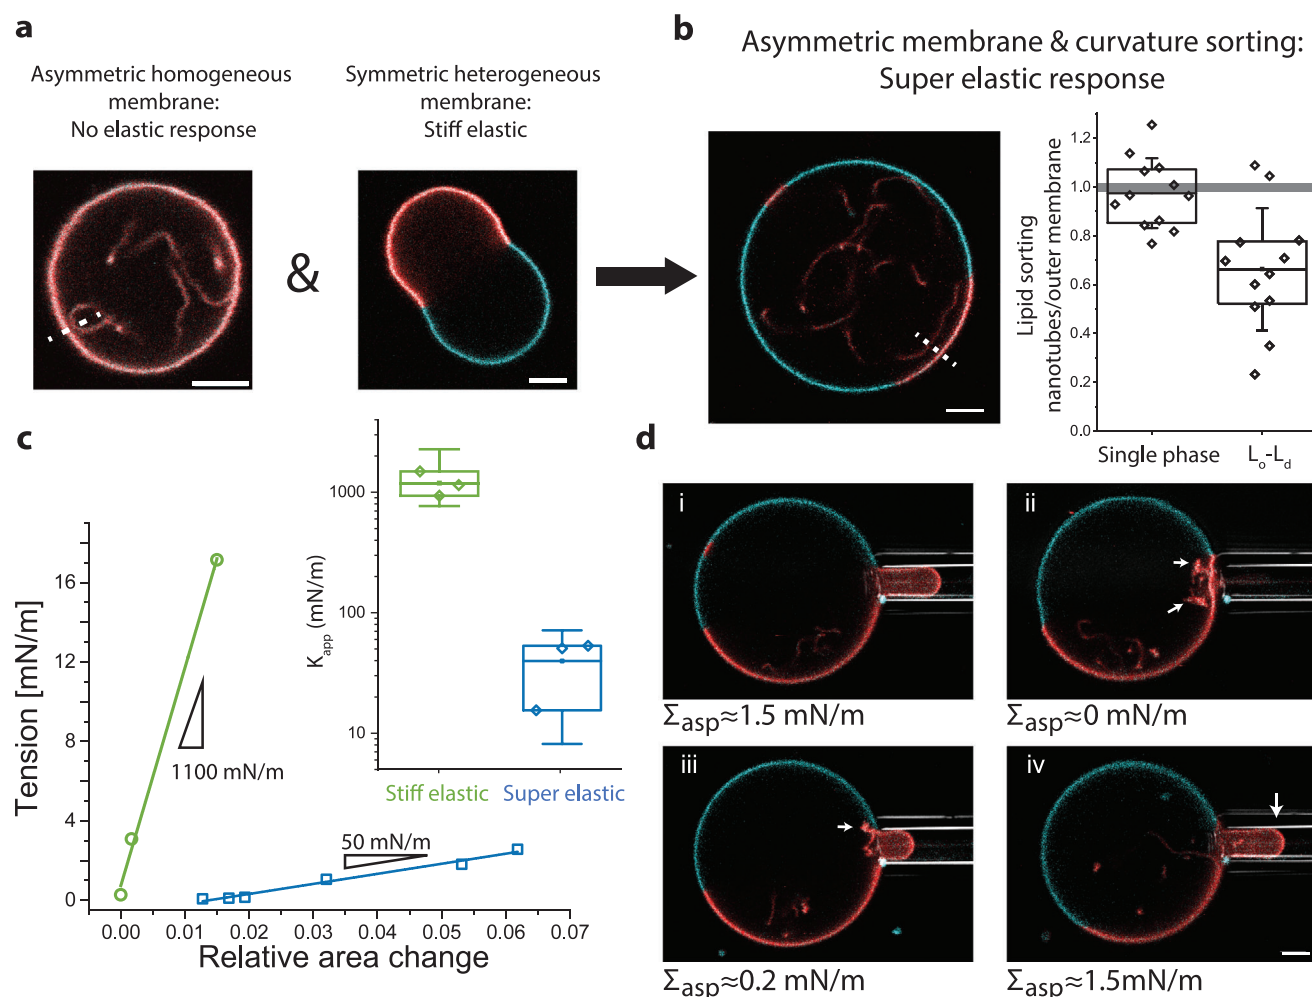 a
Asymmetric homogeneous
membrane:
No elastic response
Symmetric heterogeneous
membrane:
Stiff elastic
&
b
Asymmetric membrane & curvature sorting:
Super elastic response
Lipid sorting
nanotubes/outer membrane
1.2
1.0
0.8
0.6
0.4
0.2
0.0
Single phase
Lo-Ld
c
Tension [mN/m]
16
12
8
4
0
1100 mN/m
50 mN/m
0.00
0.01
0.02
0.03
0.04
0.05
0.06
0.07
Relative area change
Kapp (mN/m)
1000
100
10
Stiff elastic
Super elastic
d
i
Σasp≈1.5 mN/m
ii
Σasp≈0 mN/m
iii
Σasp≈0.2 mN/m
iv
Σasp≈1.5mN/m